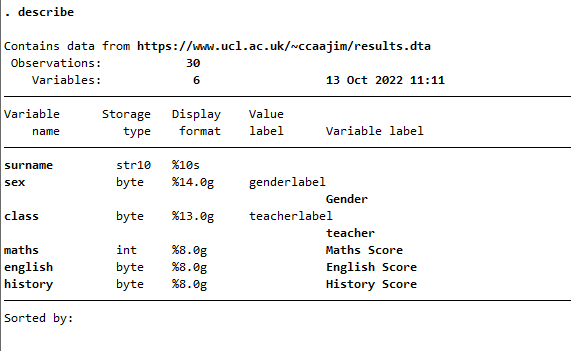 . describe
Contains data from https://www.ucl.ac.uk/~ccaajim/results.dta
Observations: 30
Variables: 6 13 Oct 2022 11:11
Variable Storage Display Value
name type format label Variable label
surname str10 %10s
sex byte %14.0g genderlabel
Gender
class byte %13.0g teacherlabel
teacher
maths int %8.0g Maths Score
english byte %8.0g English Score
history byte %8.0g History Score
Sorted by: